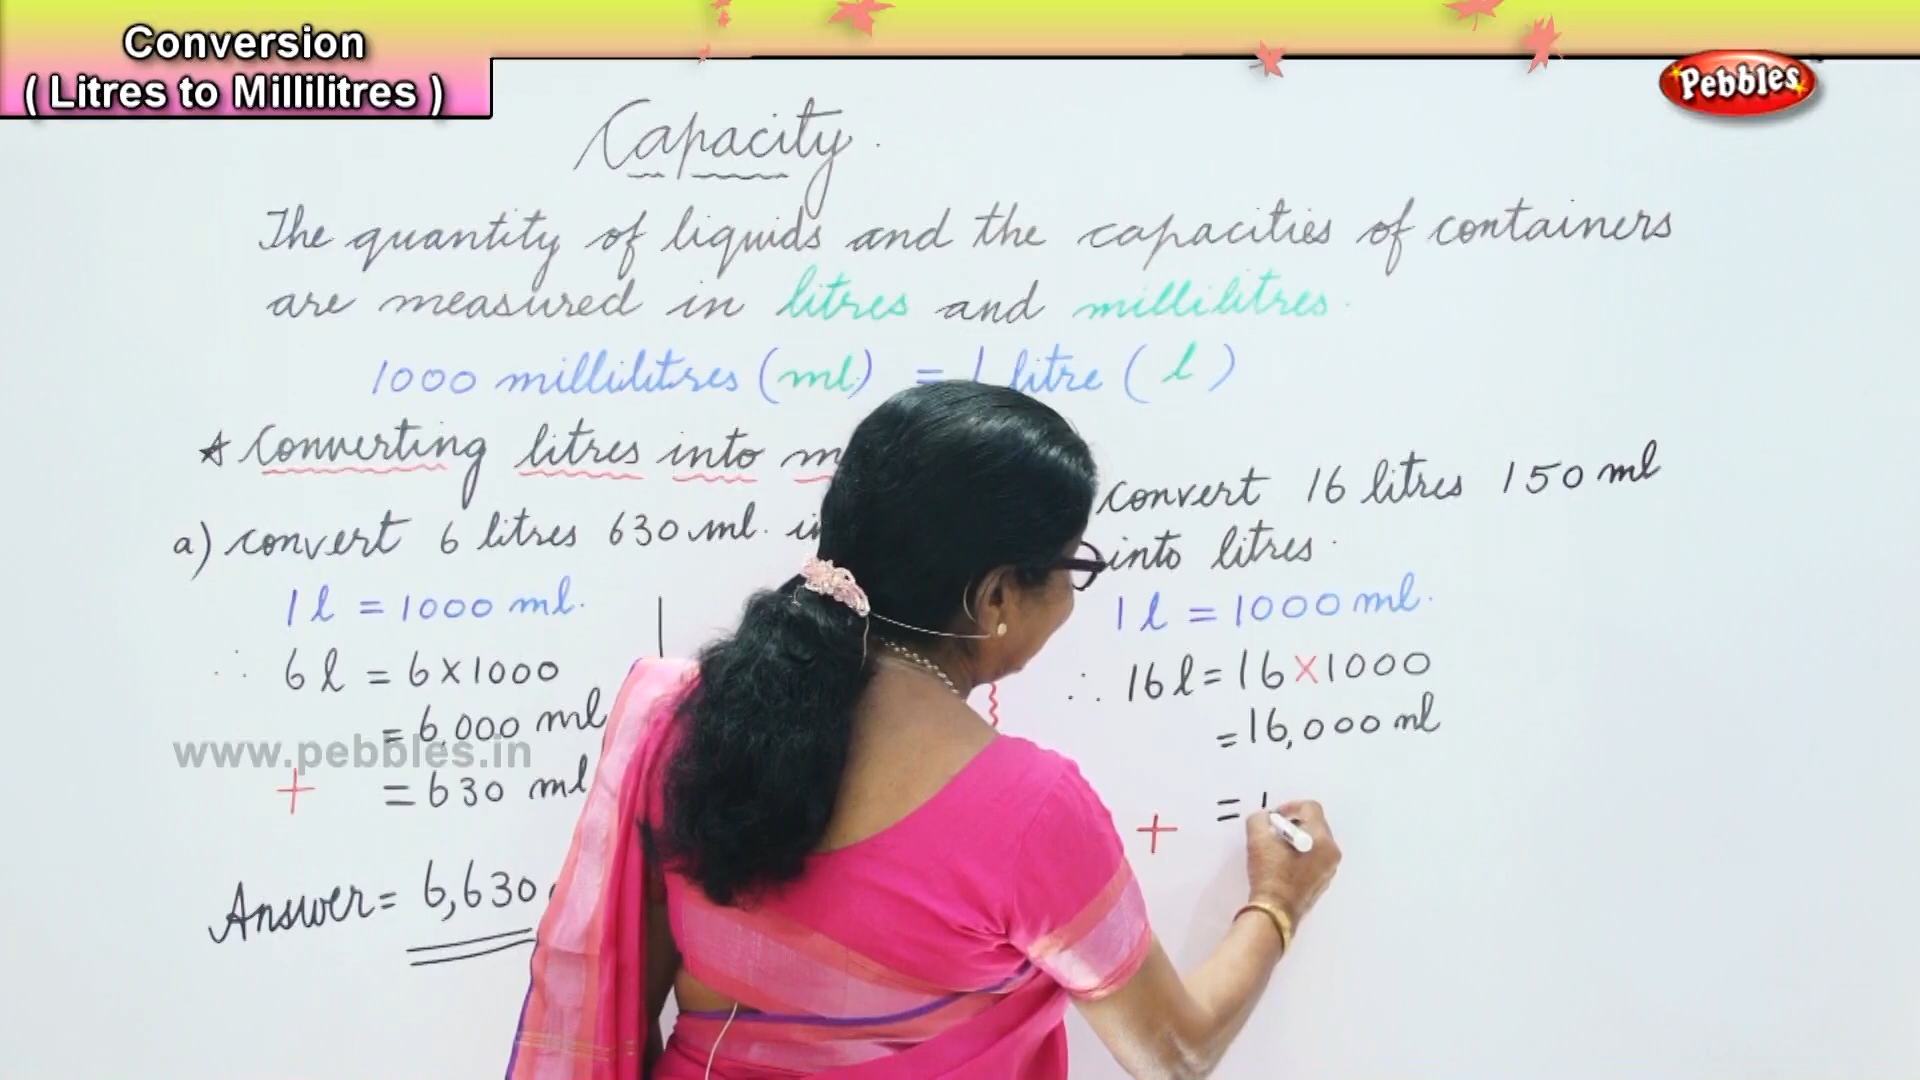 Conversion
( Litres to Millilitres )
Pebbles
Capacity.
The quantity of liquids and the capacities of containers
are measured in litres and millilitres.
1000 millilitres (ml) = 1 litre ( l )
* Converting litres into m
a) convert 6 litres 630 ml. in
1 l = 1000 ml.
∴ 6 l = 6 x 1000
= 6,000 ml
+ = 630 ml
Answer = 6,630
www.pebbles.in
convert 16 litres 150 ml
into litres.
1 l = 1000 ml.
∴ 16 l = 16 x 1000
= 16,000 ml
+ = 1